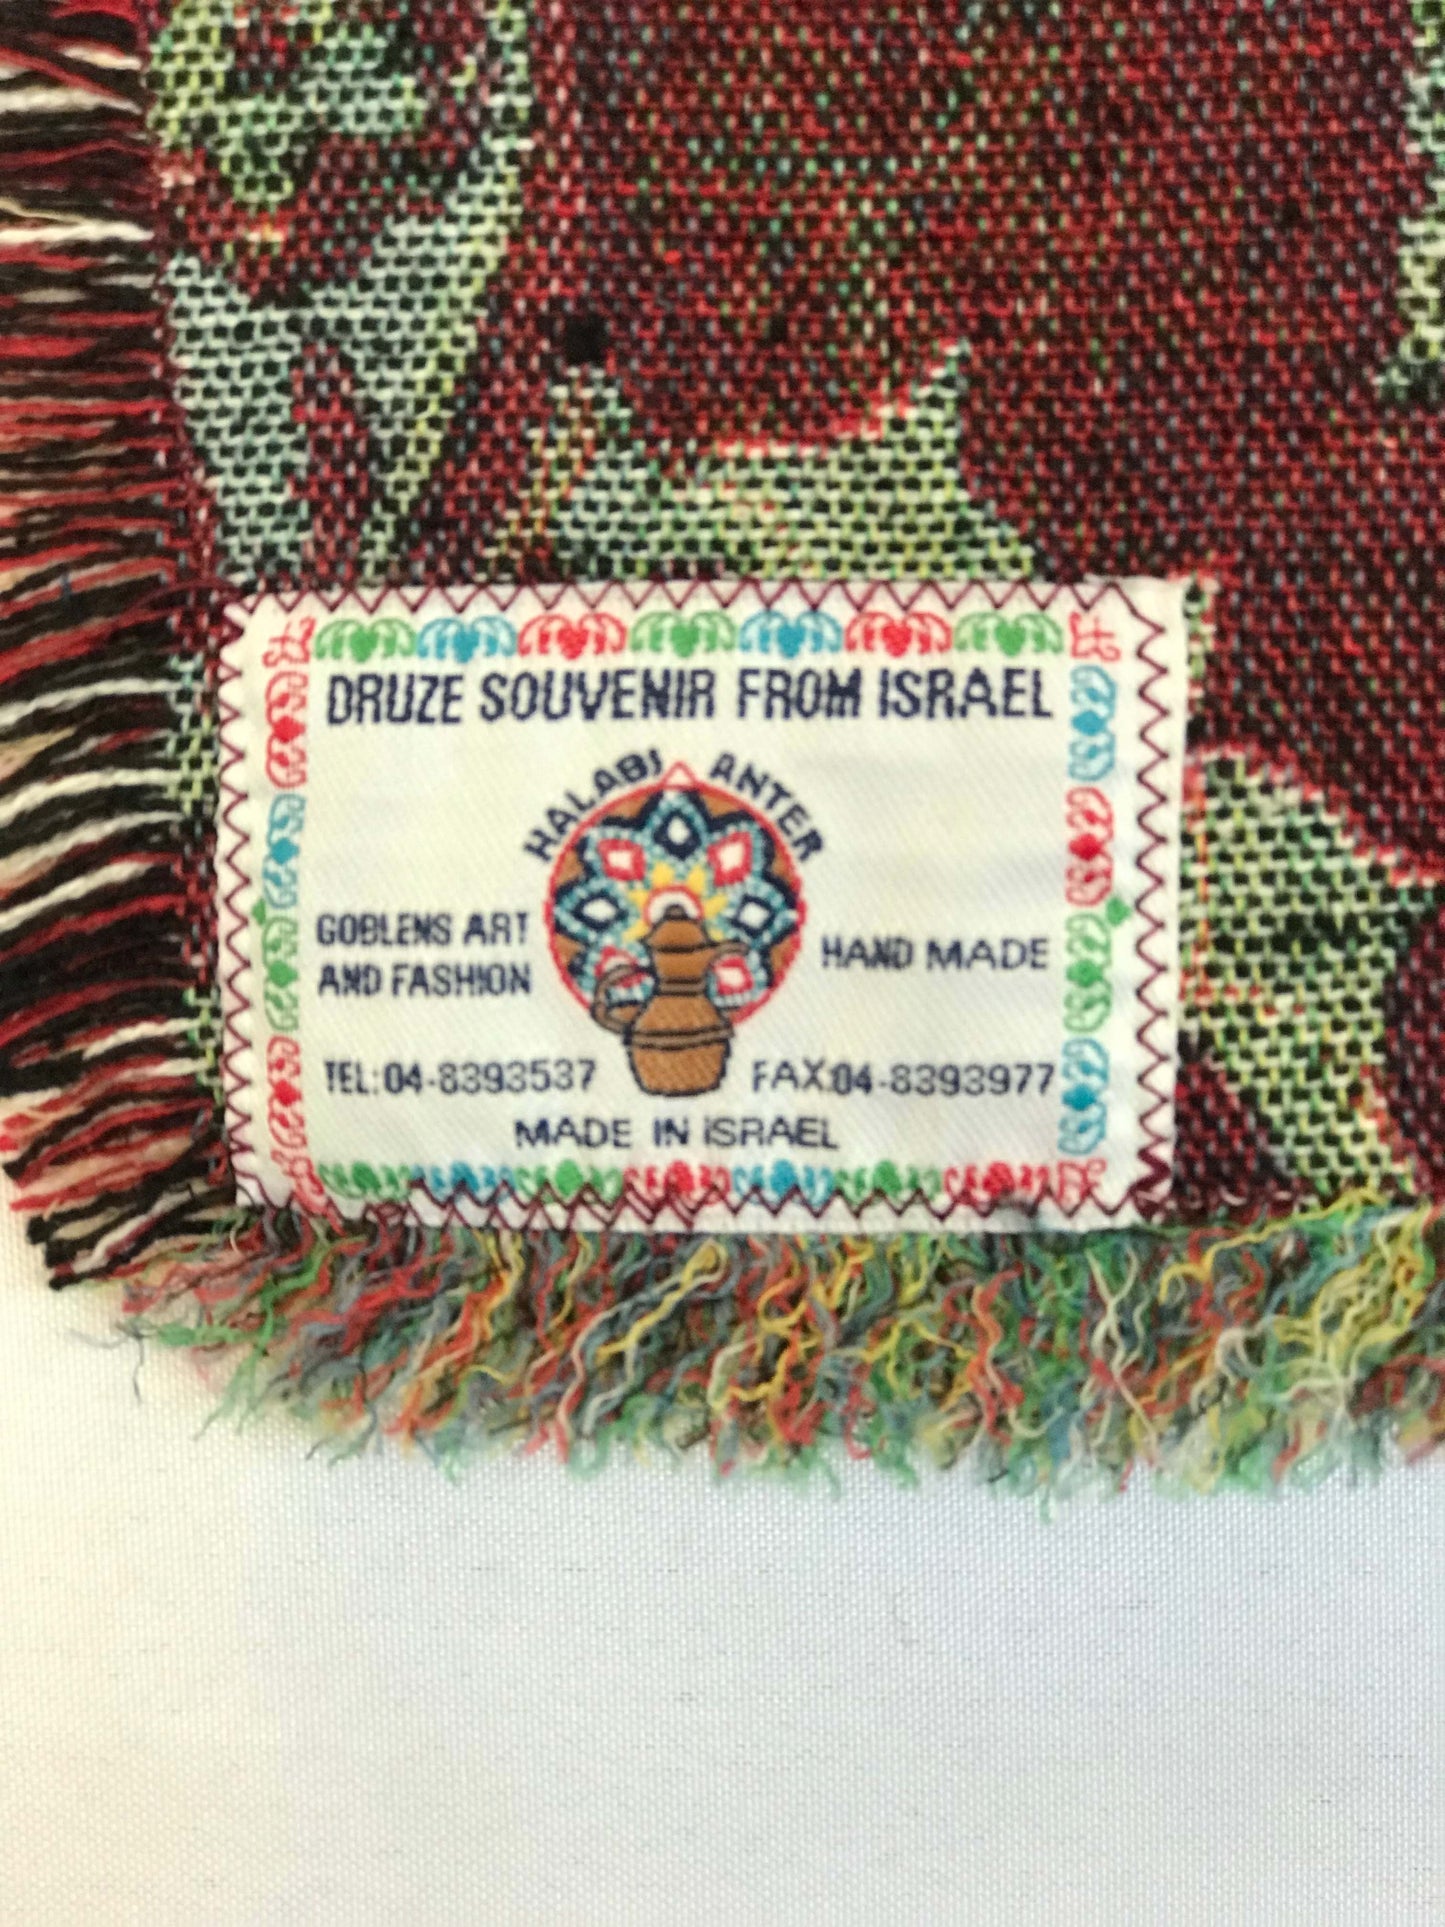 DRUZE SOUVENIR FROM ISRAEL
HALABI ANTER
GOBLENS ART
AND FASHION
HAND MADE
TEL:04-8393537
FAX:04-8393977
MADE IN ISRAEL